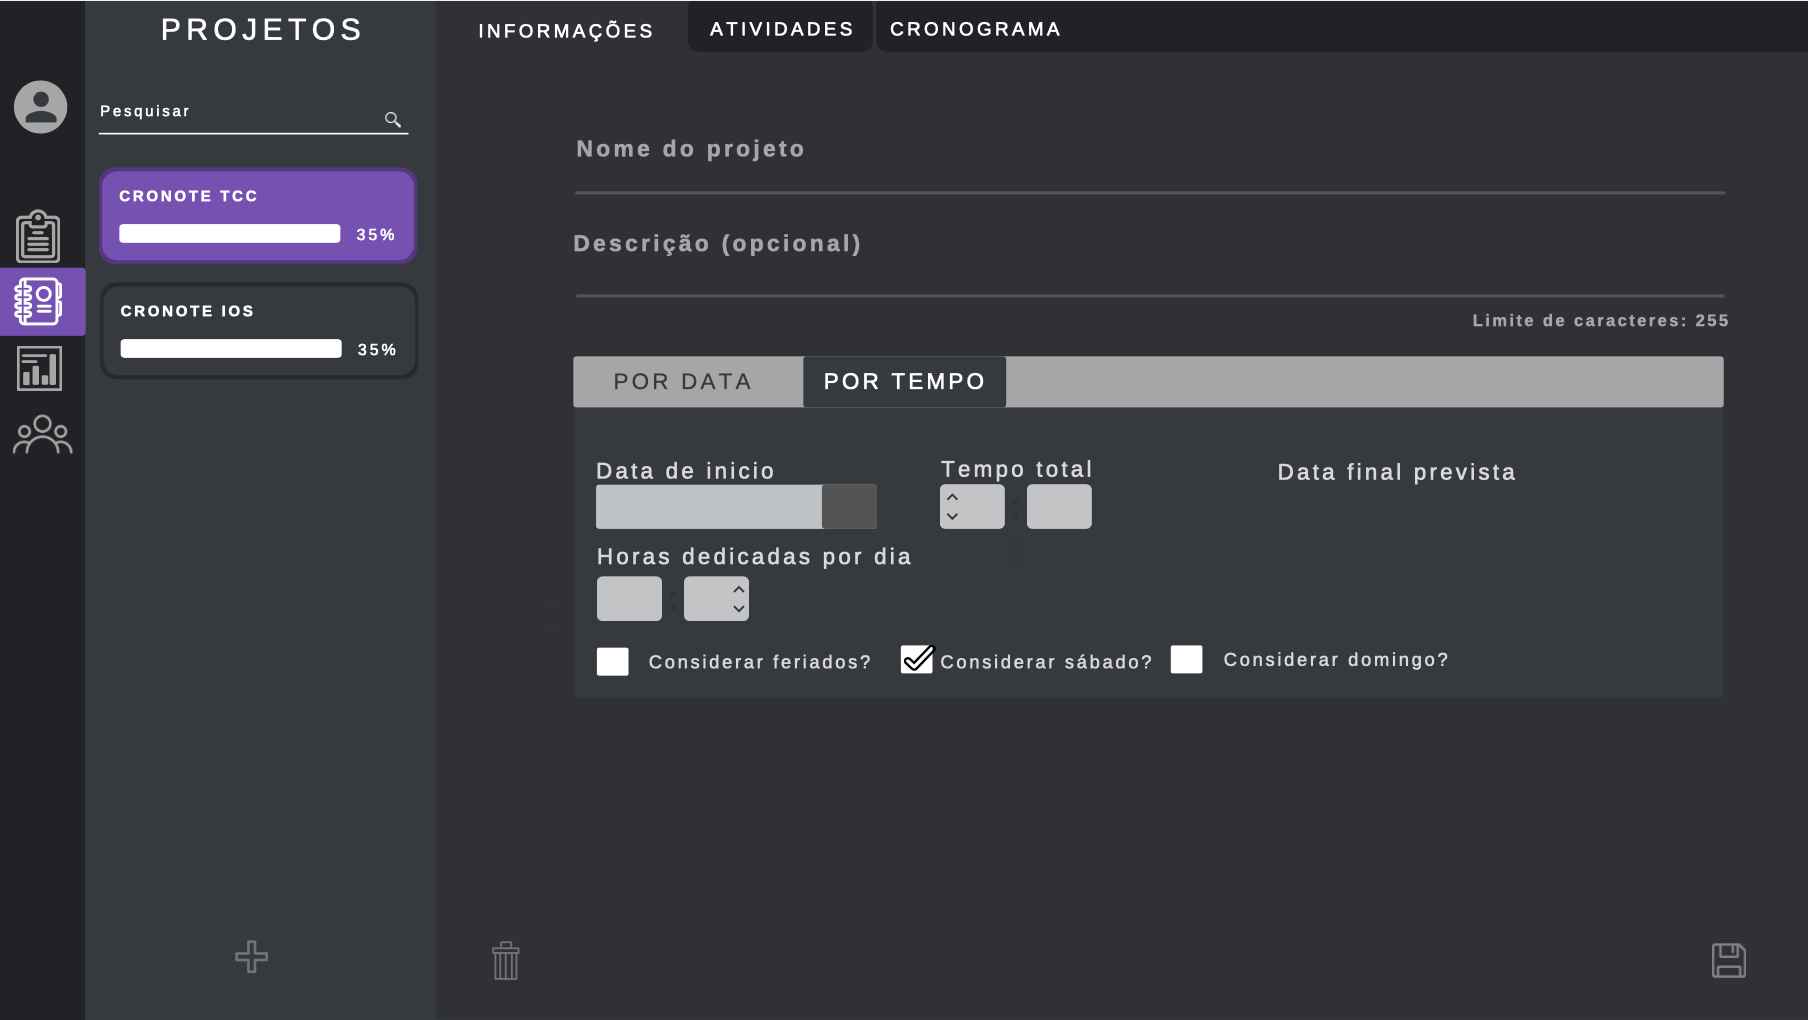 PROJETOS
Pesquisar
CRONOTE TCC
35%
CRONOTE IOS
35%
INFORMAÇÕES
ATIVIDADES
CRONOGRAMA
Nome do projeto
Descrição (opcional)
Limite de caracteres: 255
POR DATA
POR TEMPO
Data de inicio
Tempo total
Data final prevista
:
Horas dedicadas por dia
:
Considerar feriados?
Considerar sábado?
Considerar domingo?